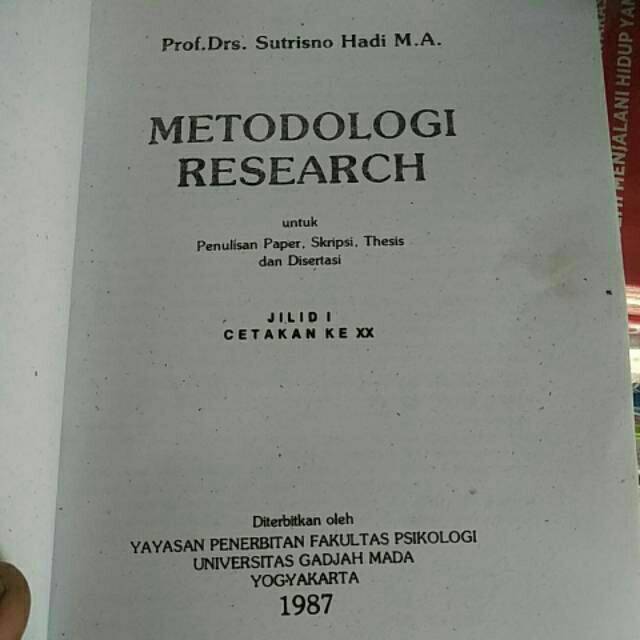 Prof.Drs. Sutrisno Hadi M.A.
METODOLOGI
RESEARCH
untuk
Penulisan Paper, Skripsi, Thesis
dan Disertasi
JILID I
CETAKAN KE XX
Diterbitkan oleh
YAYASAN PENERBITAN FAKULTAS PSIKOLOGI
UNIVERSITAS GADJAH MADA
YOGYAKARTA
1987
MENJALANI HIDUP